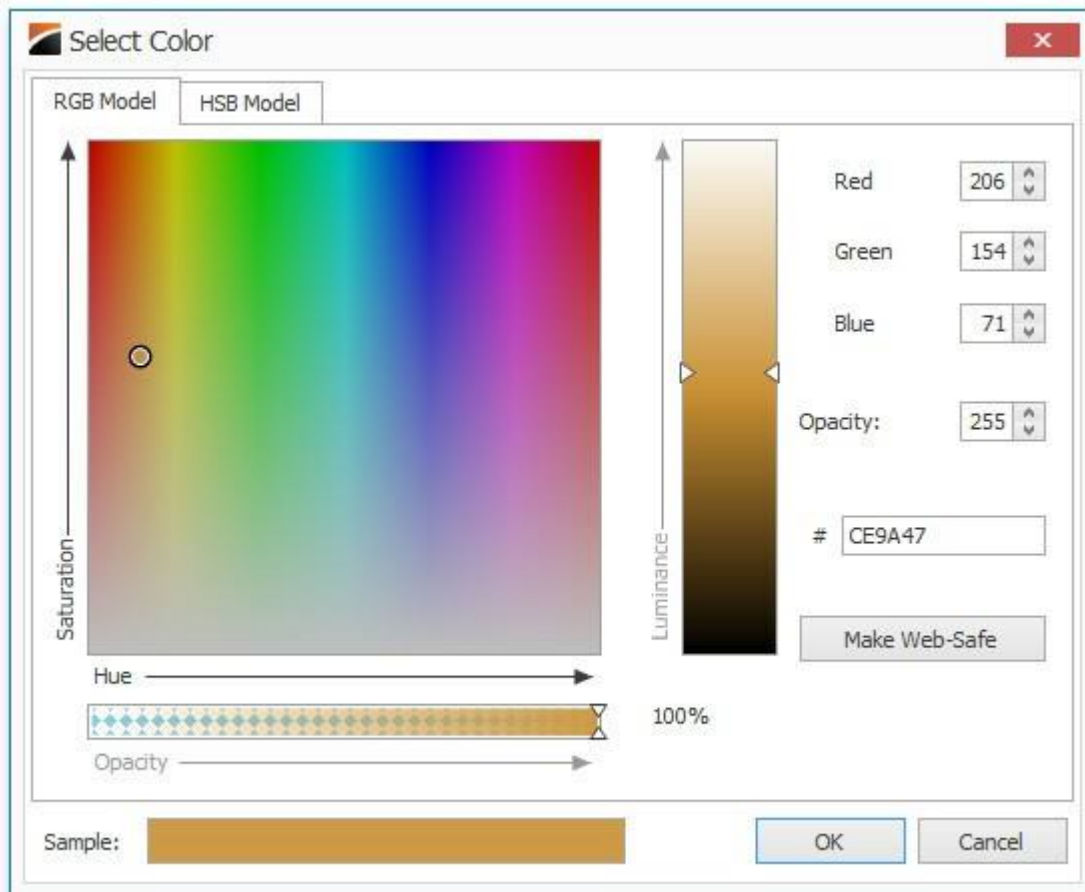 Select Color
RGB Model
HSB Model
Saturation
Luminance
Red 206
Green 154
Blue 71
Opacity: 255
# CE9A47
Make Web-Safe
Hue
100%
Opacity
Sample:
OK
Cancel